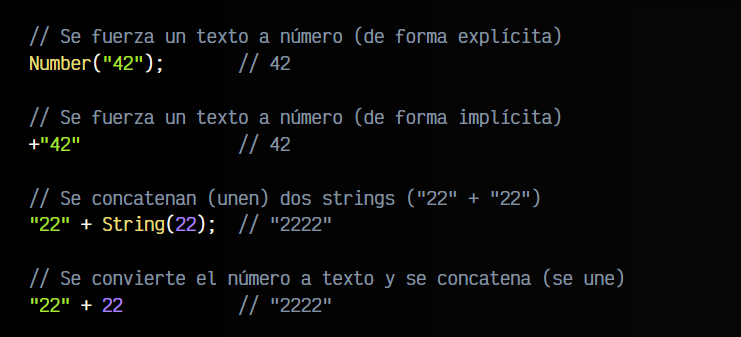 // Se fuerza un texto a número (de forma explícita)
Number("42");       // 42
// Se fuerza un texto a número (de forma implícita)
+"42"               // 42
// Se concatenan (unen) dos strings ("22" + "22")
"22" + String(22);  // "2222"
// Se convierte el número a texto y se concatena (se une)
"22" + 22           // "2222"